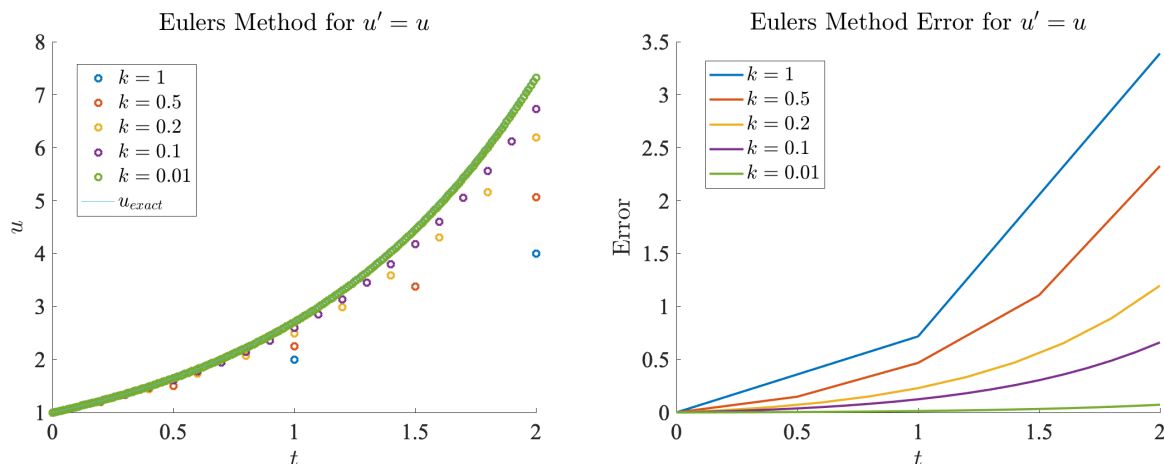 Eulers Method for u′ = u
8
7
6
5
4
3
2
1
u
k = 1
k = 0.5
k = 0.2
k = 0.1
k = 0.01
u_exact
0
0.5
1
1.5
2
t
Eulers Method Error for u′ = u
3.5
3
2.5
2
1.5
1
0.5
0
Error
k = 1
k = 0.5
k = 0.2
k = 0.1
k = 0.01
0
0.5
1
1.5
2
t